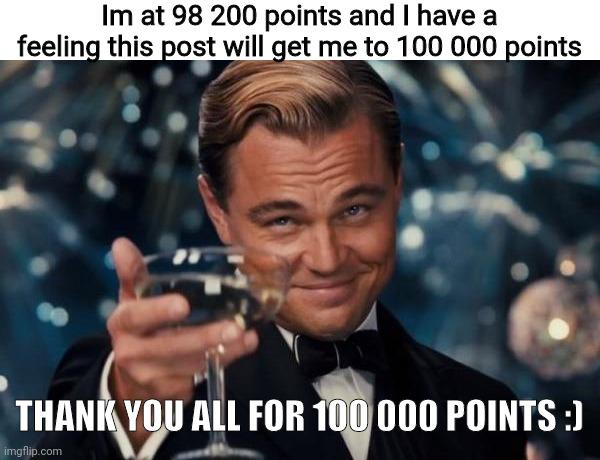 Im at 98 200 points and I have a
feeling this post will get me to 100 000 points
THANK YOU ALL FOR 100 000 POINTS :)
imgflip.com